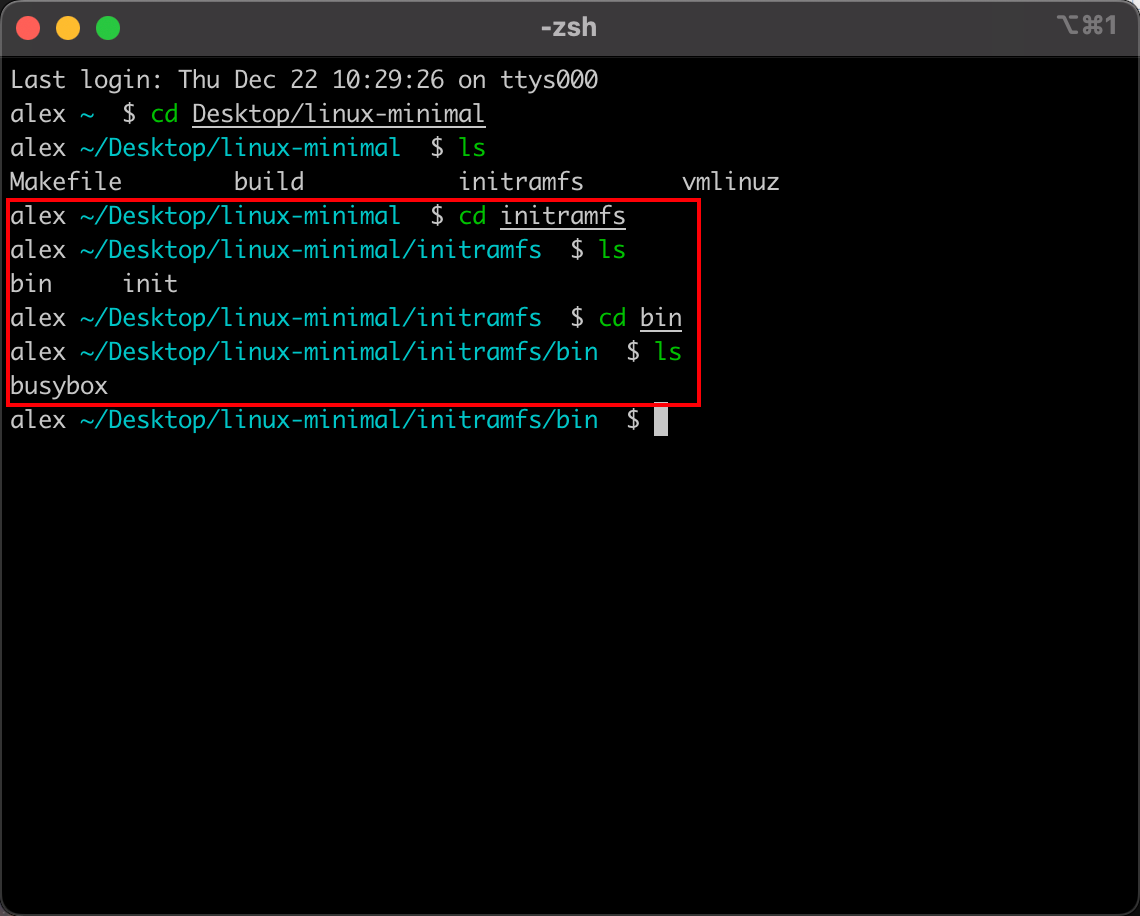 -zsh
⌥⌘1
Last login: Thu Dec 22 10:29:26 on ttys000
alex ~  $ cd Desktop/linux-minimal
alex ~/Desktop/linux-minimal  $ ls
Makefile        build           initramfs       vmlinuz
alex ~/Desktop/linux-minimal  $ cd initramfs
alex ~/Desktop/linux-minimal/initramfs  $ ls
bin     init
alex ~/Desktop/linux-minimal/initramfs  $ cd bin
alex ~/Desktop/linux-minimal/initramfs/bin  $ ls
busybox
alex ~/Desktop/linux-minimal/initramfs/bin  $